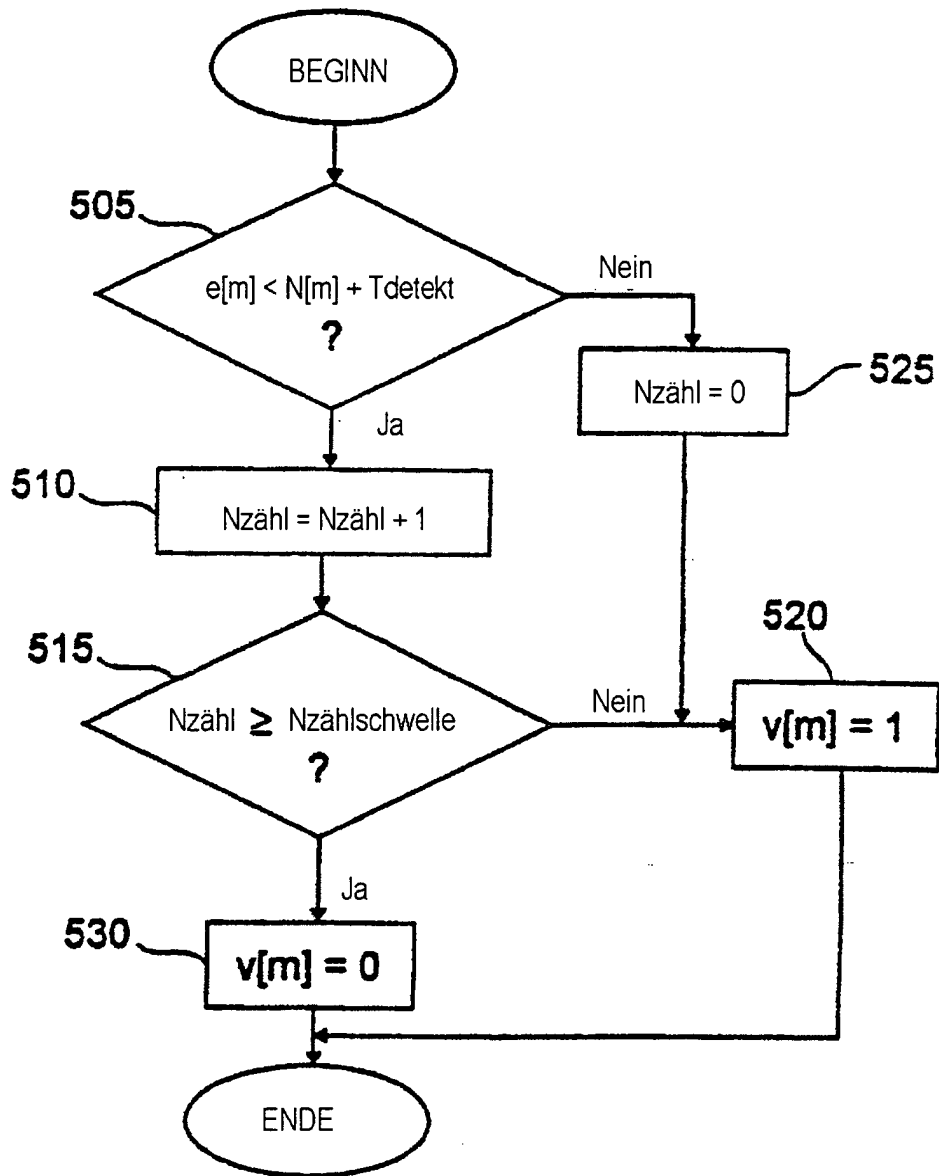 BEGINN
505
e[m] < N[m] + Tdetekt
?
Nein
Nzähl = 0
525
Ja
510
Nzähl = Nzähl + 1
515
Nzähl ≥ Nzählschwelle
?
Nein
520
v[m] = 1
Ja
530
v[m] = 0
ENDE